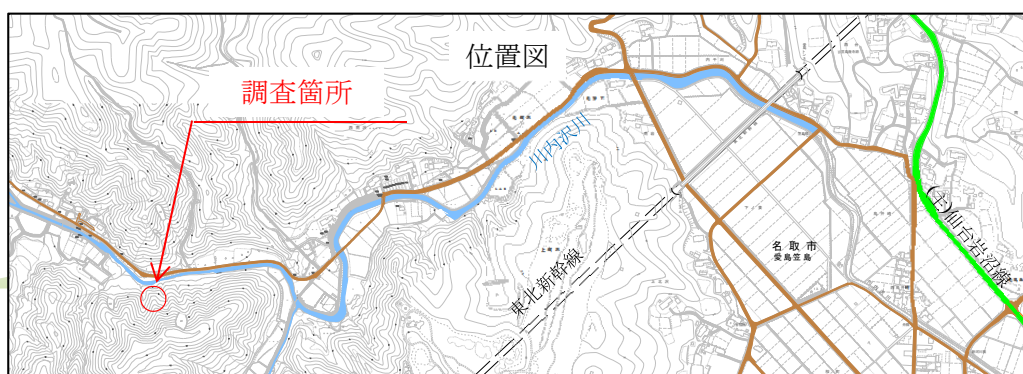 位置図
調査箇所
川内沢川
東北新幹線
名取市
愛島笠島
(主)仙台岩沼線